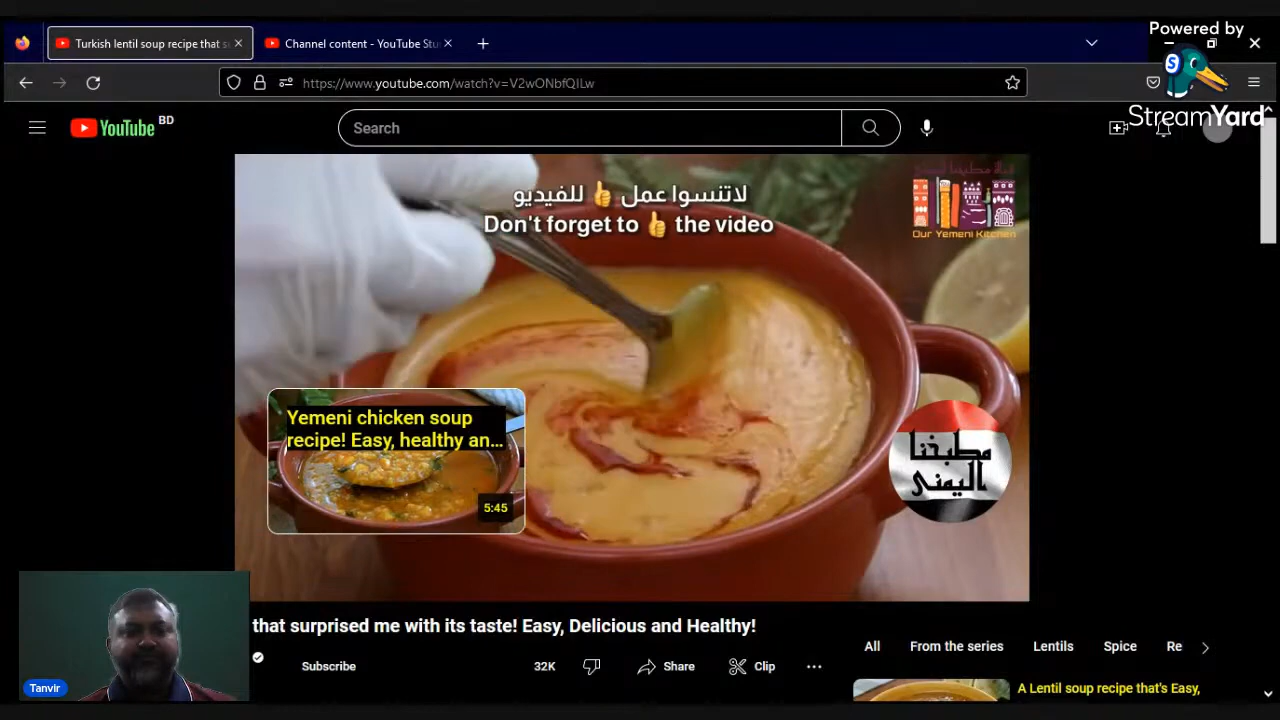 Powered by
StreamYard
Turkish lentil soup recipe that s
Channel content - YouTube Stu
https://www.youtube.com/watch?v=V2wONbfQILw
YouTube BD
Search
لاتنسوا عمل 👍 للفيديو
Don't forget to 👍 the video
Our Yemeni Kitchen
Yemeni chicken soup
recipe! Easy, healthy an...
5:45
مطبخنا
اليمني
that surprised me with its taste! Easy, Delicious and Healthy!
Subscribe
32K
Share
Clip
All
From the series
Lentils
Spice
Re
A Lentil soup recipe that's Easy,
Tanvir